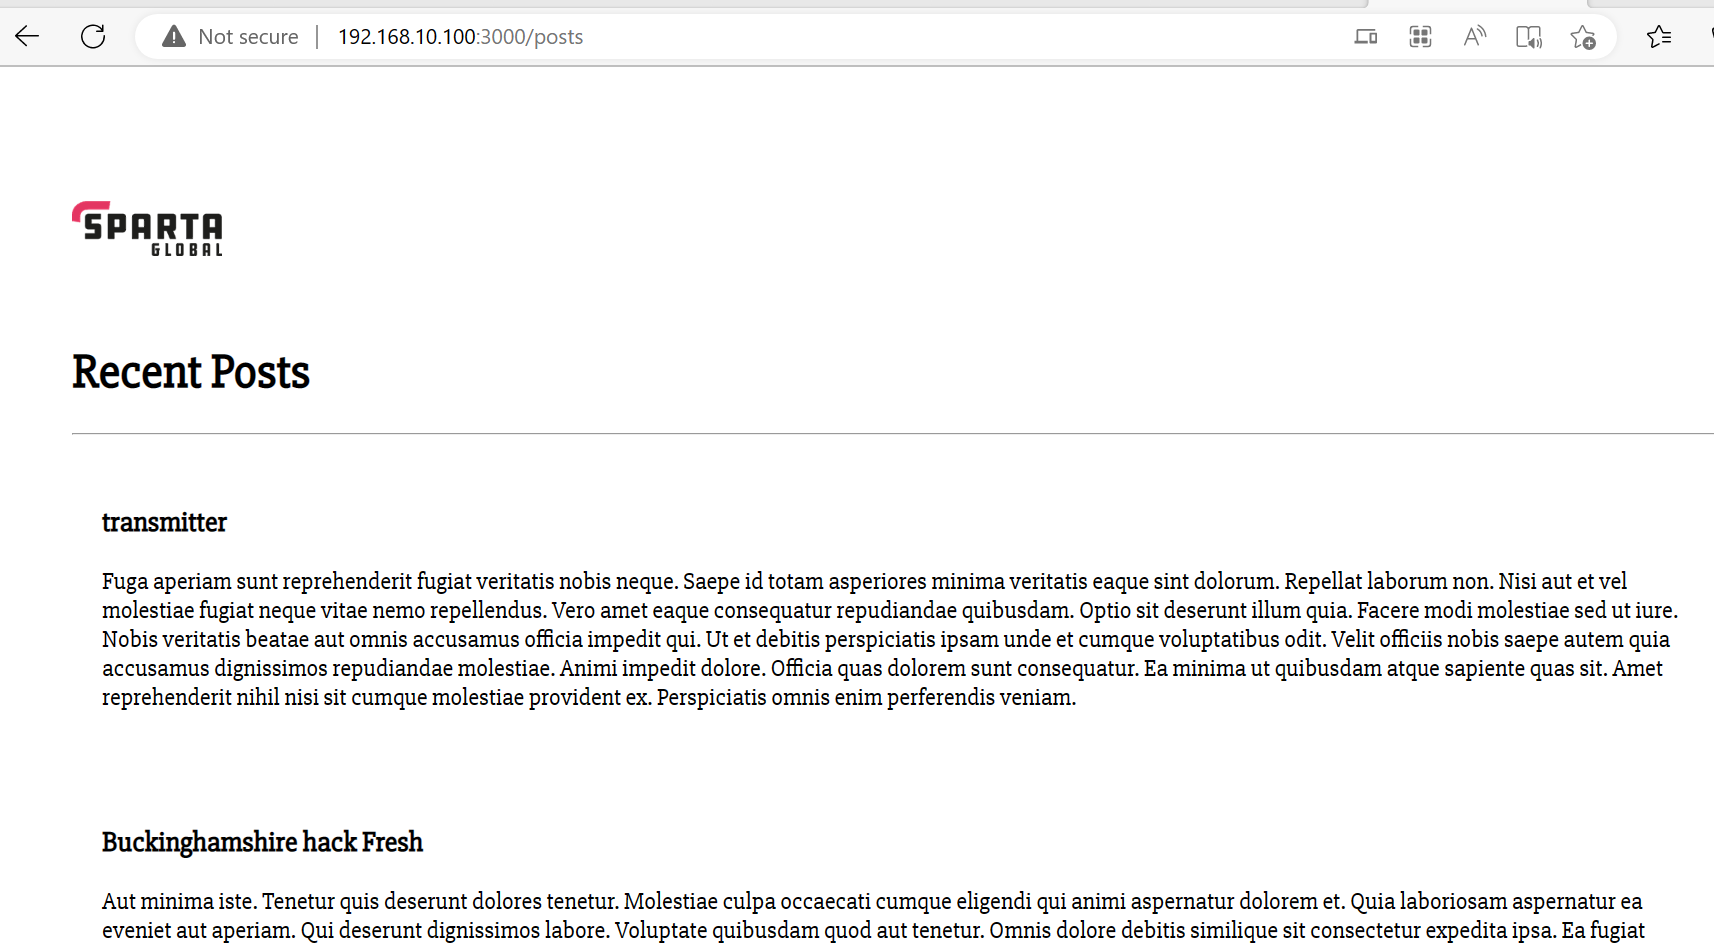 Not secure | 192.168.10.100:3000/posts
SPARTA
GLOBAL
Recent Posts
transmitter
Fuga aperiam sunt reprehenderit fugiat veritatis nobis neque. Saepe id totam asperiores minima veritatis eaque sint dolorum. Repellat laborum non. Nisi aut et vel
molestiae fugiat neque vitae nemo repellendus. Vero amet eaque consequatur repudiandae quibusdam. Optio sit deserunt illum quia. Facere modi molestiae sed ut iure.
Nobis veritatis beatae aut omnis accusamus officia impedit qui. Ut et debitis perspiciatis ipsam unde et cumque voluptatibus odit. Velit officiis nobis saepe autem quia
accusamus dignissimos repudiandae molestiae. Animi impedit dolore. Officia quas dolorem sunt consequatur. Ea minima ut quibusdam atque sapiente quas sit. Amet
reprehenderit nihil nisi sit cumque molestiae provident ex. Perspiciatis omnis enim perferendis veniam.
Buckinghamshire hack Fresh
Aut minima iste. Tenetur quis deserunt dolores tenetur. Molestiae culpa occaecati cumque eligendi qui animi aspernatur dolorem et. Quia laboriosam aspernatur ea
eveniet aut aperiam. Qui deserunt dignissimos labore. Voluptate quibusdam quod aut tenetur. Omnis dolore debitis similique sit consectetur expedita ipsa. Ea fugiat